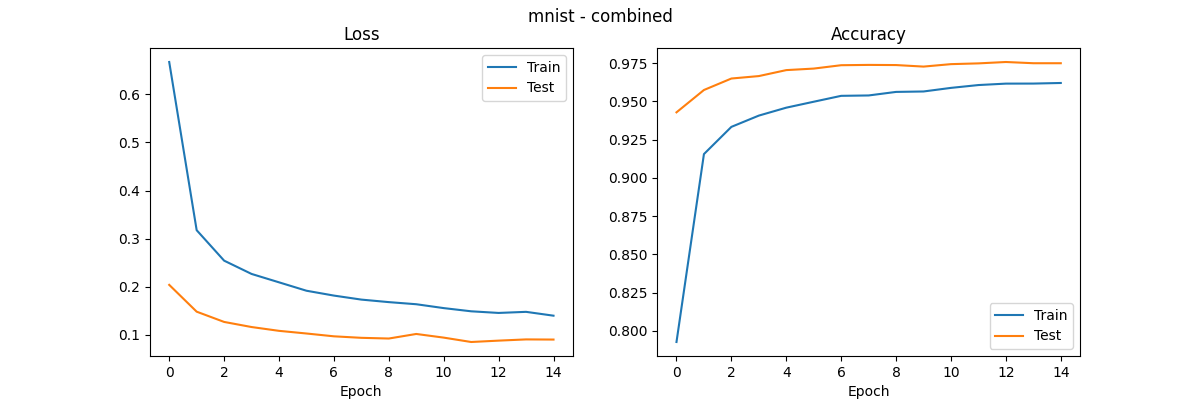 mnist - combined
Loss
0.6
0.5
0.4
0.3
0.2
0.1
0 2 4 6 8 10 12 14
Epoch
Train
Test
Accuracy
0.975
0.950
0.925
0.900
0.875
0.850
0.825
0.800
0 2 4 6 8 10 12 14
Epoch
Train
Test